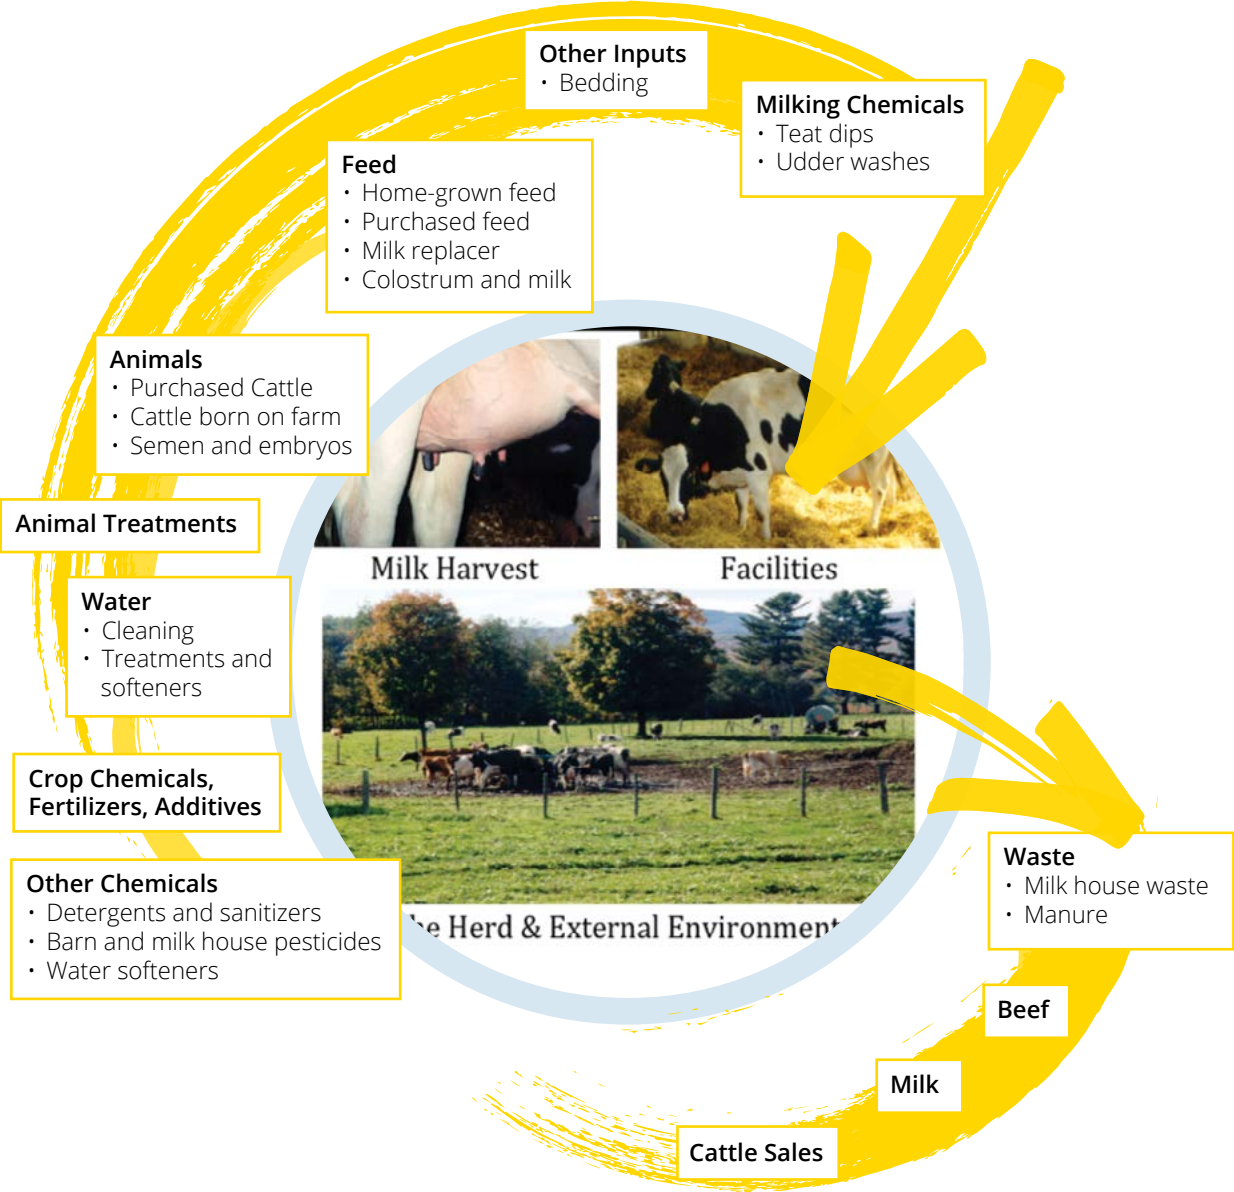 Other Inputs
• Bedding
Milking Chemicals
• Teat dips
• Udder washes
Feed
• Home-grown feed
• Purchased feed
• Milk replacer
• Colostrum and milk
Animals
• Purchased Cattle
• Cattle born on farm
• Semen and embryos
Animal Treatments
Water
• Cleaning
• Treatments and
softeners
Crop Chemicals,
Fertilizers, Additives
Other Chemicals
• Detergents and sanitizers
• Barn and milk house pesticides
• Water softeners
Milk Harvest
Facilities
he Herd & External Environment
Waste
• Milk house waste
• Manure
Beef
Milk
Cattle Sales